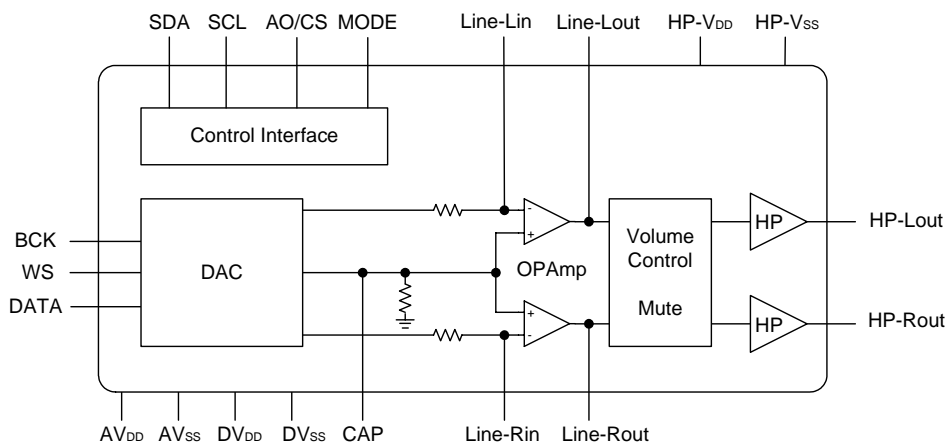 SDA SCL AO/CS MODE Line-Lin Line-Lout HP-VDD HP-VSS
Control Interface
BCK
WS
DATA
DAC
-
+
OPAmp
+
-
Volume
Control
Mute
HP
HP
HP-Lout
HP-Rout
AVDD AVSS DVDD DVSS CAP Line-Rin Line-Rout